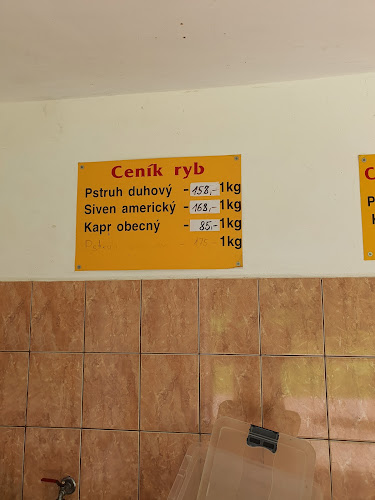 Ceník ryb
Pstruh duhový - 158,- 1kg
Siven americký - 168,- 1kg
Kapr obecný - 85,- 1kg
- 1kg
C
P